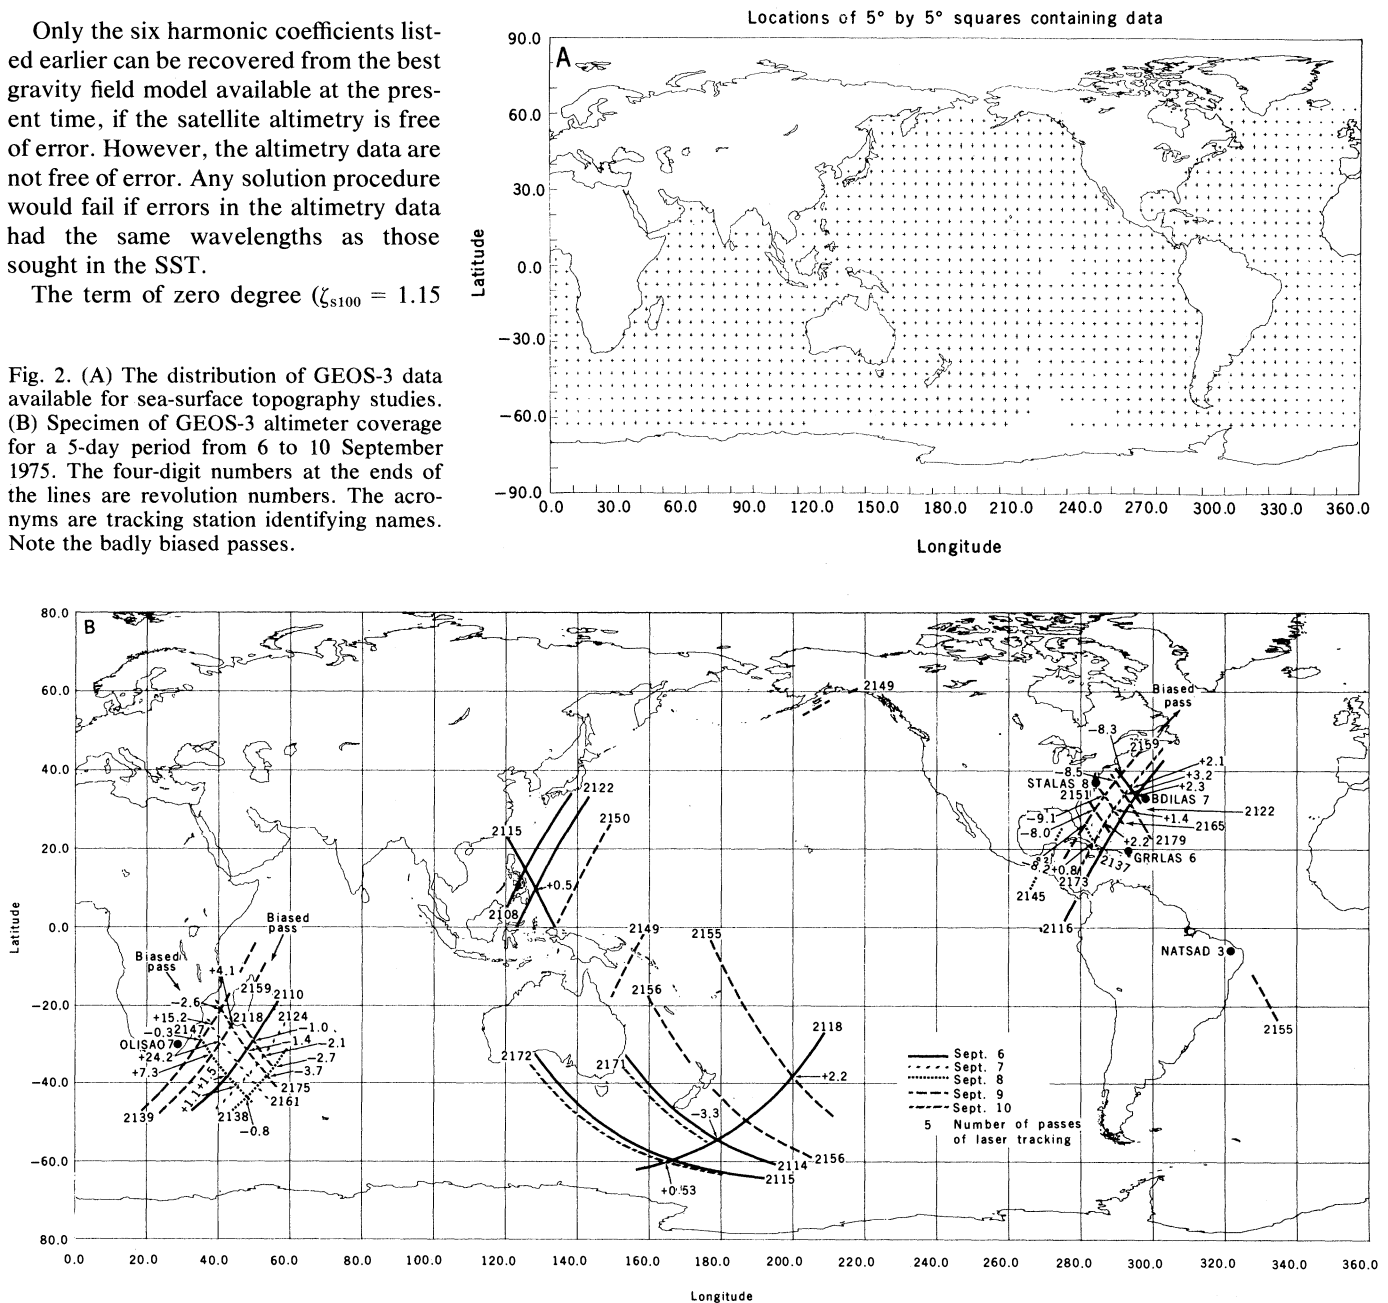 Only the six harmonic coefficients list-
ed earlier can be recovered from the best
gravity field model available at the pres-
ent time, if the satellite altimetry is free
of error. However, the altimetry data are
not free of error. Any solution procedure
would fail if errors in the altimetry data
had the same wavelengths as those
sought in the SST.
The term of zero degree (ζs100 = 1.15
Fig. 2. (A) The distribution of GEOS-3 data
available for sea-surface topography studies.
(B) Specimen of GEOS-3 altimeter coverage
for a 5-day period from 6 to 10 September
1975. The four-digit numbers at the ends of
the lines are revolution numbers. The acro-
nyms are tracking station identifying names.
Note the badly biased passes.
Locations of 5° by 5° squares containing data
A
90.0
60.0
30.0
0.0
−30.0
−60.0
−90.0
Latitude
0.0 30.0 60.0 90.0 120.0 150.0 180.0 210.0 240.0 270.0 300.0 330.0 360.0
Longitude
B
80.0
60.0
40.0
20.0
0.0
−20.0
−40.0
−60.0
80.0
Latitude
2149
Biased
pass
−8.3
2159
+2.1
−8.5
+3.2
STALAS 8
+2.3
2151
BDILAS 7
2122
2122
−9.1
+1.4
2150
2165
−8.0
2115
+2.2
2179
GRRLAS 6
−8.2
+0.8
2137
2173
+0.5
2145
2108
2116
Biased
pass
2149
2155
NATSAD 3
Biased
pass
+4.1
2159
2110
2156
−2.6
+15.2
2118
2124
−0.3
2147
−1.0
2118
OLISAO 7
1.4
−2.1
2155
+24.2
−2.7
2172
2171
+7.3
−3.7
+2.2
2175
+1.1
+1.5
2161
2139
2138
−3.3
−0.8
2156
2114
2115
+0.53
Sept. 6
Sept. 7
Sept. 8
Sept. 9
Sept. 10
5 Number of passes
of laser tracking
0.0 20.0 40.0 60.0 80.0 100.0 120.0 140.0 160.0 180.0 200.0 220.0 240.0 260.0 280.0 300.0 320.0 340.0 360.0
Longitude